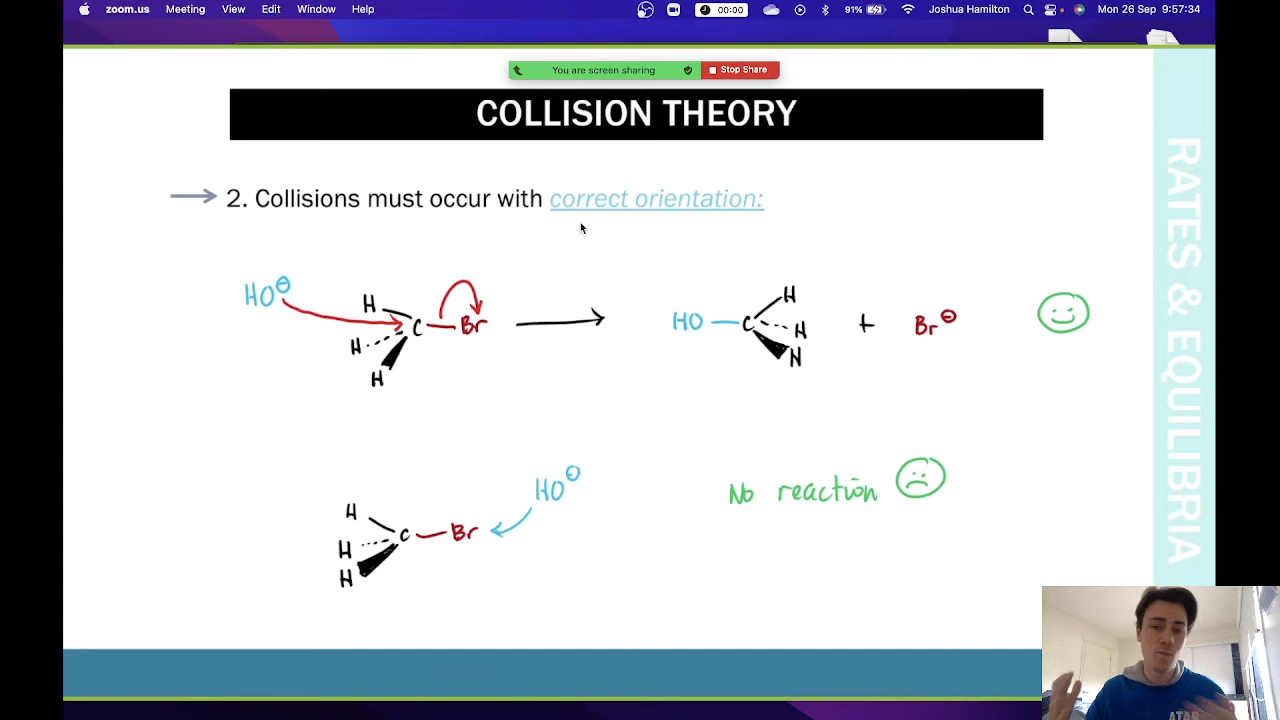 zoom.us Meeting View Edit Window Help 00:00 91% Joshua Hamilton Mon 26 Sep 9:57:34
You are screen sharing Stop Share
COLLISION THEORY
2. Collisions must occur with correct orientation:
HO⊖
H
C Br
H
H
HO C H
H
H
+ Br⊖
HO⊖
No reaction
H
C Br
H
H
RATES & EQUILIBRIA